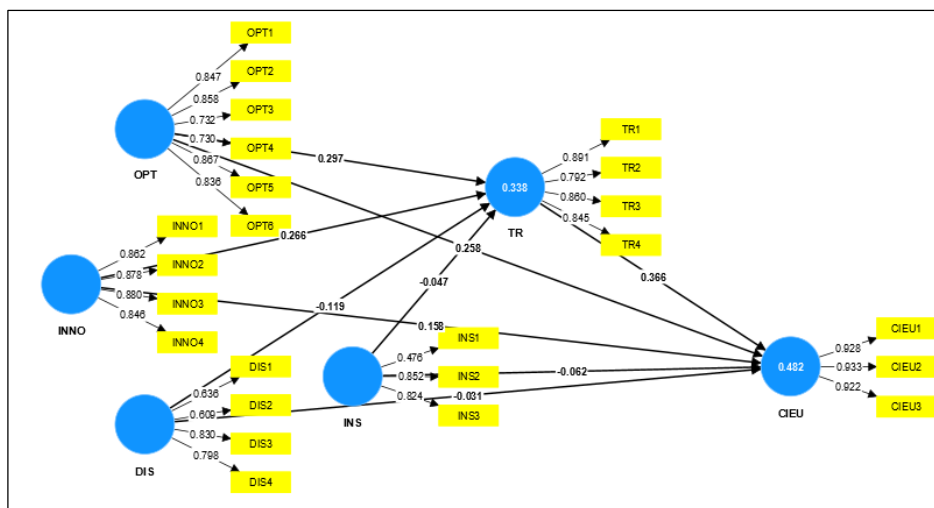 OPT1
OPT2
OPT3
OPT4
OPT5
OPT6
0.847
0.858
0.732
0.730
0.867
0.836
OPT
0.297
INNO1
INNO2
INNO3
INNO4
0.862
0.878
0.880
0.846
INNO
0.266
DIS1
DIS2
DIS3
DIS4
0.636
0.609
0.830
0.798
DIS
-0.119
INS1
INS2
INS3
0.476
0.852
0.824
INS
-0.047
0.338
TR
TR1
TR2
TR3
TR4
0.891
0.792
0.860
0.845
0.258
0.366
0.158
-0.062
-0.031
0.482
CIEU
0.928
0.933
0.922
CIEU1
CIEU2
CIEU3